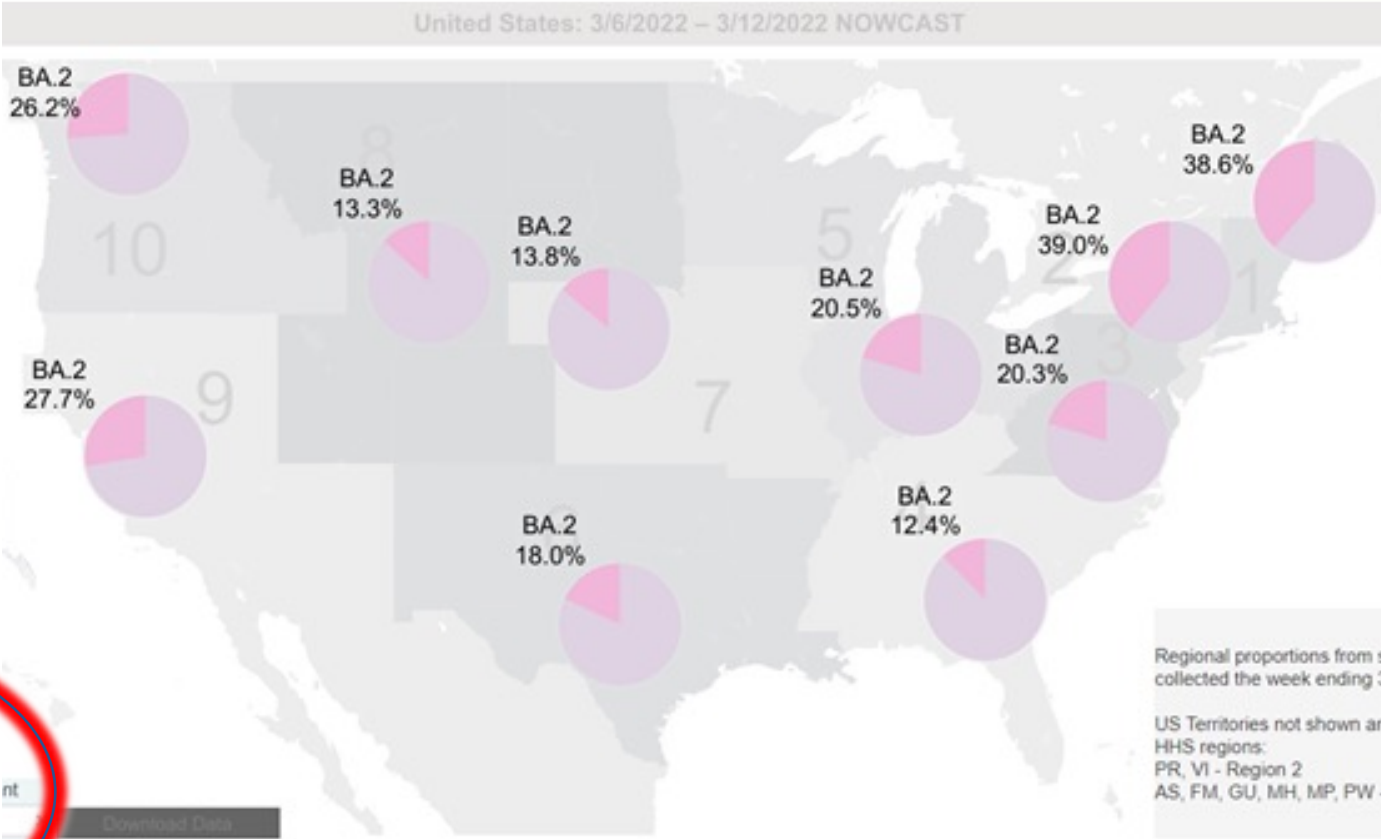 United States: 3/6/2022 – 3/12/2022 NOWCAST
BA.2
26.2%
8
BA.2
13.3%
10
BA.2
13.8%
5
BA.2
20.5%
BA.2
38.6%
BA.2
39.0%
2
1
BA.2
20.3%
3
BA.2
27.7%
9
7
BA.2
18.0%
BA.2
12.4%
Regional proportions from
collected the week ending
US Territories not shown
HHS regions:
PR, VI - Region 2
AS, FM, GU, MH, MP, PW -
nt
Download Data